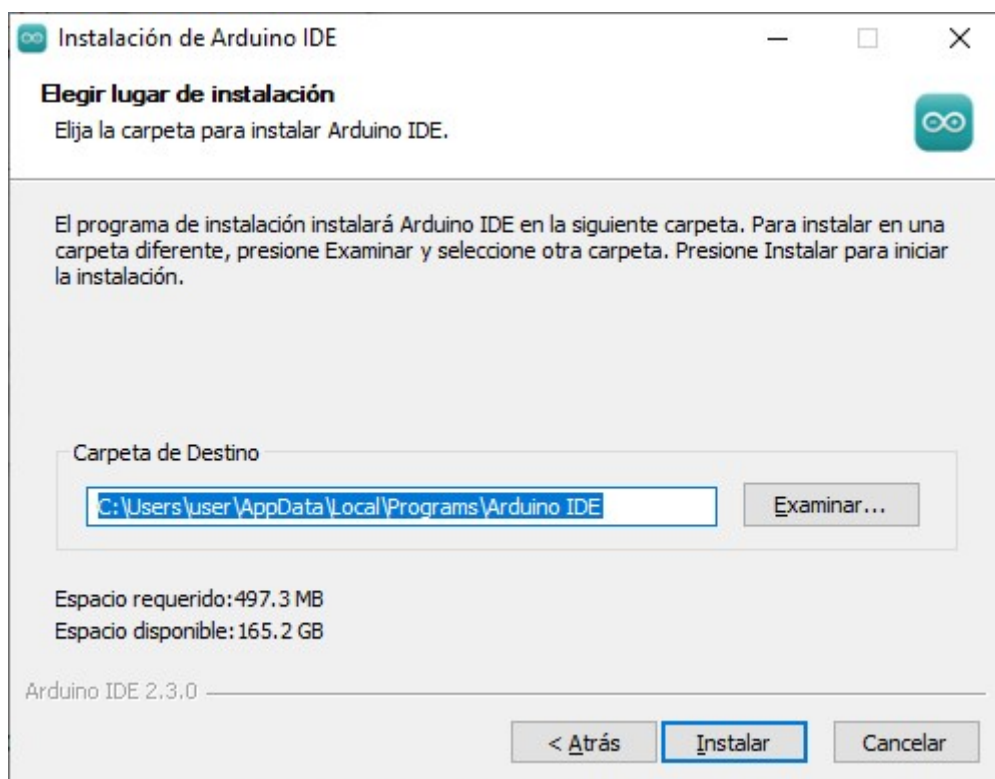 Instalación de Arduino IDE
Elegir lugar de instalación
Elija la carpeta para instalar Arduino IDE.
El programa de instalación instalará Arduino IDE en la siguiente carpeta. Para instalar en una
carpeta diferente, presione Examinar y seleccione otra carpeta. Presione Instalar para iniciar
la instalación.
Carpeta de Destino
C:\Users\user\AppData\Local\Programs\Arduino IDE
Examinar...
Espacio requerido:497.3 MB
Espacio disponible:165.2 GB
Arduino IDE 2.3.0
< Atrás
Instalar
Cancelar